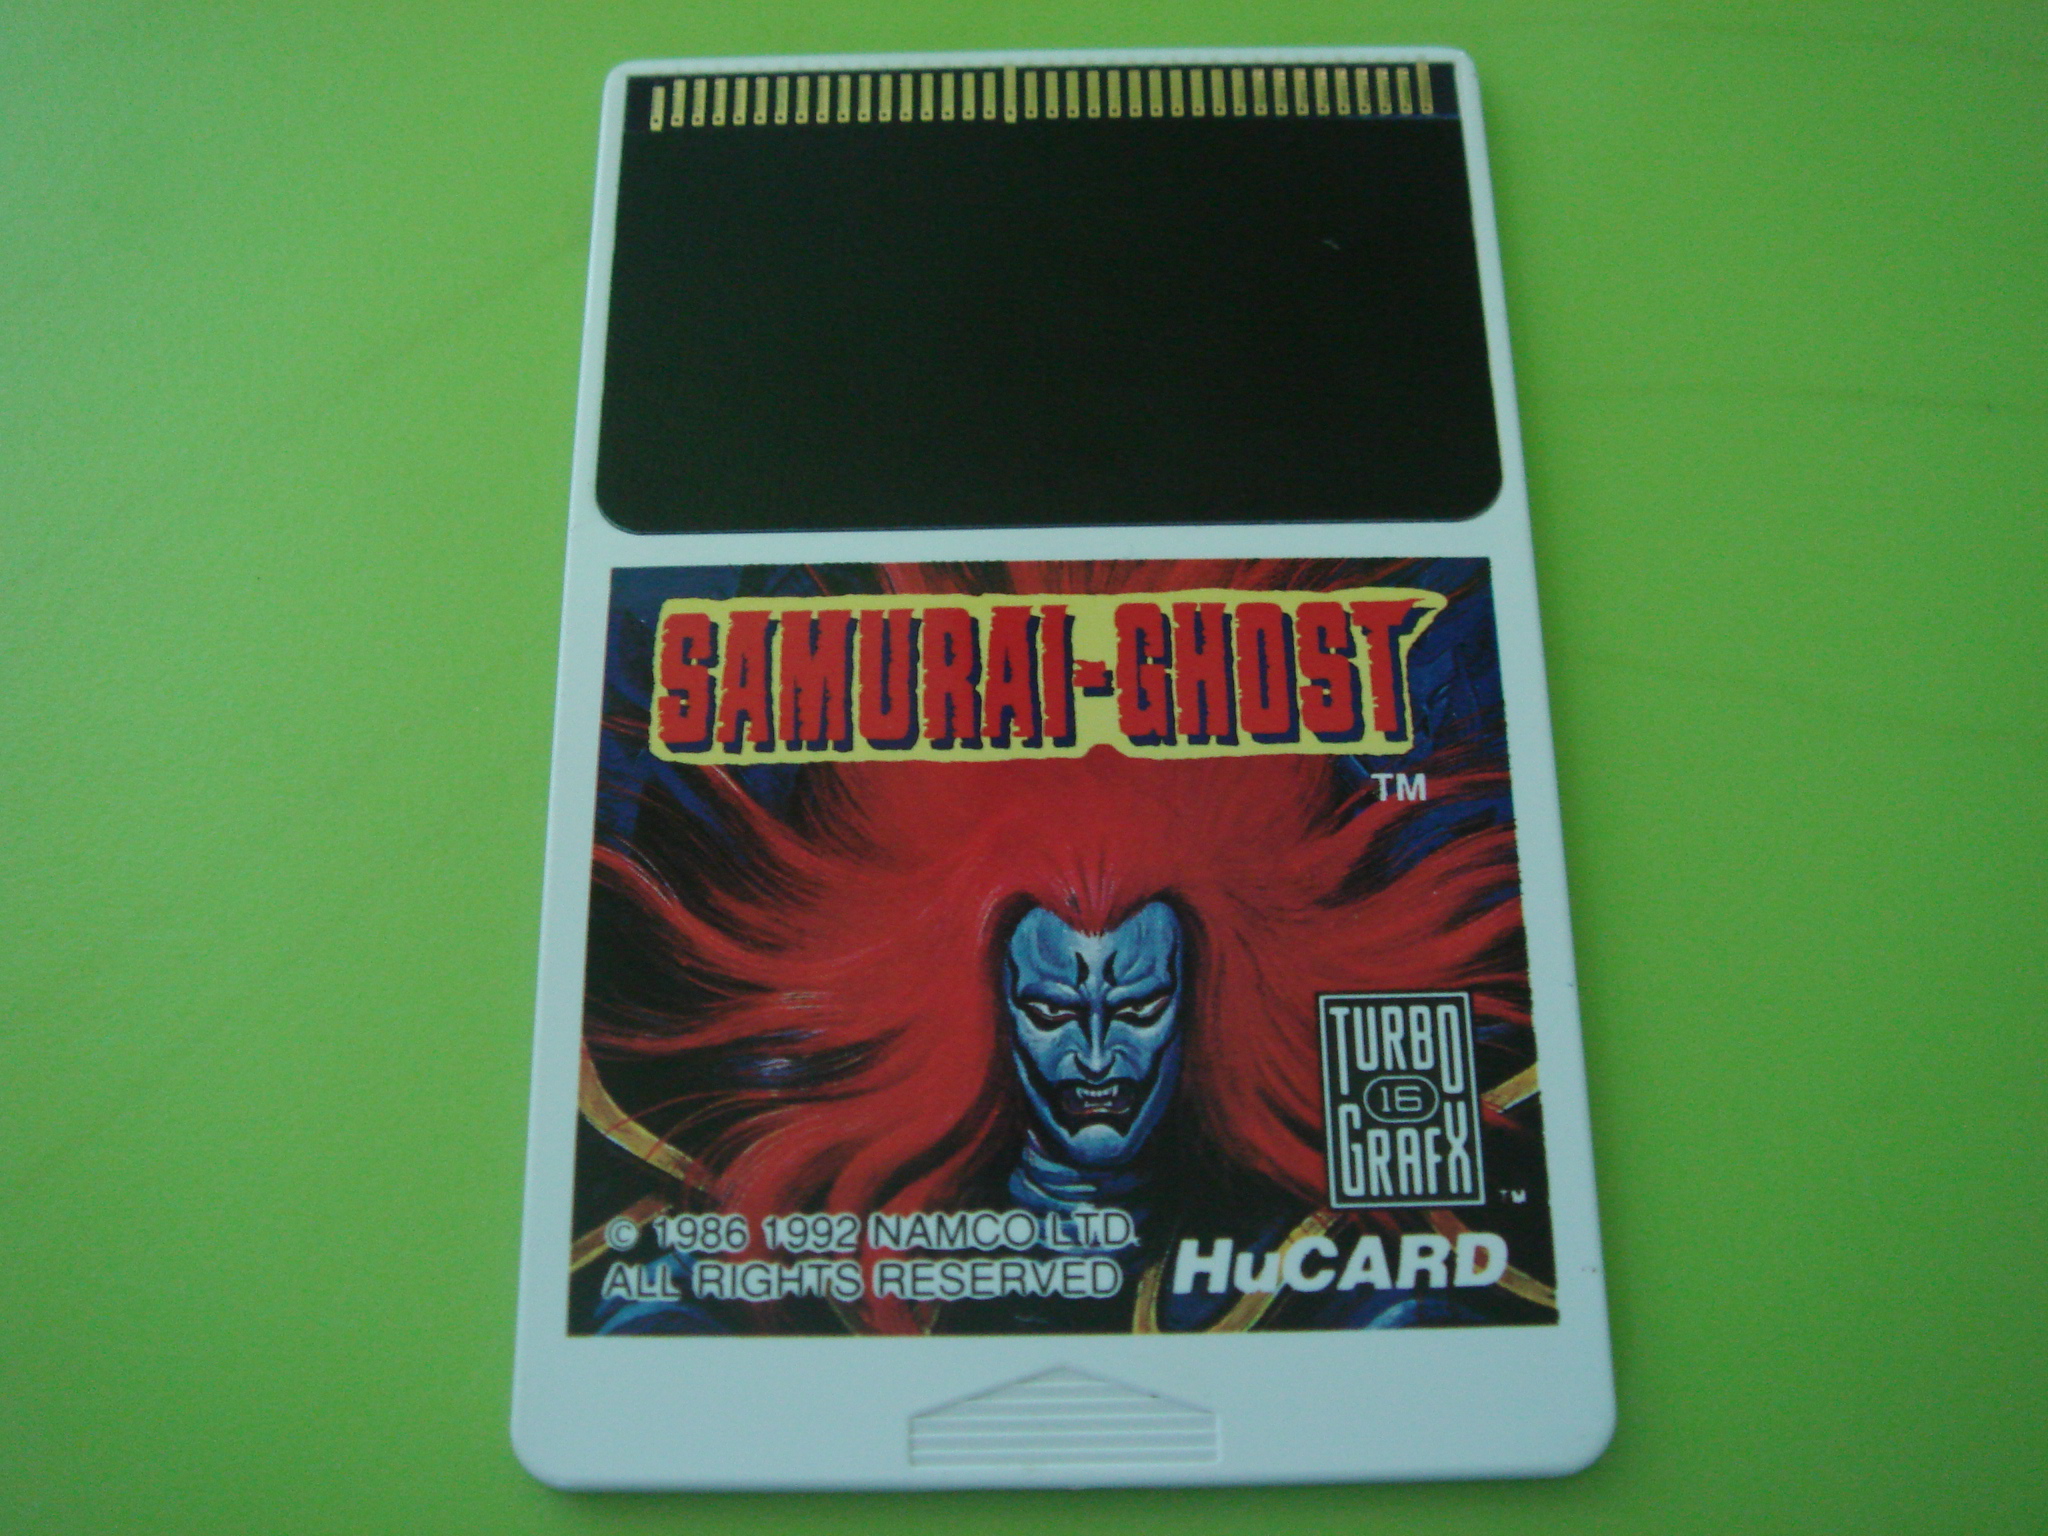 SAMURAI-GHOST
TM
TURBO
16
GRAFX
TM
© 1986 1992 NAMCO LTD.
ALL RIGHTS RESERVED
HuCARD